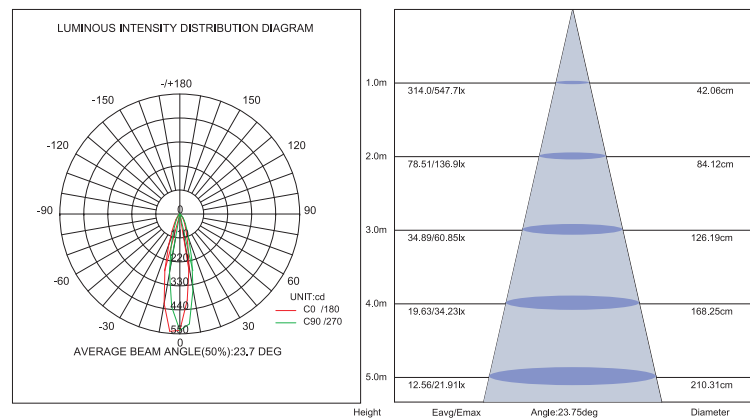 LUMINOUS INTENSITY DISTRIBUTION DIAGRAM
-/+180
-150
150
-120
120
-90
90
-60
60
-30
30
0
0
110
220
330
440
550
UNIT:cd
C0 /180
C90 /270
AVERAGE BEAM ANGLE(50%):23.7 DEG
1.0m
314.0/547.7lx
42.06cm
2.0m
78.51/136.9lx
84.12cm
3.0m
34.89/60.85lx
126.19cm
4.0m
19.63/34.23lx
168.25cm
5.0m
12.56/21.91lx
210.31cm
Height
Eavg/Emax
Angle:23.75deg
Diameter